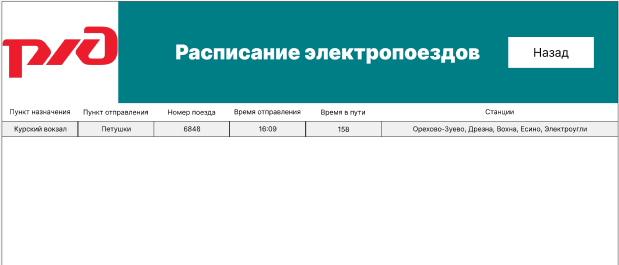 ржд
Расписание электропоездов
Назад
Пункт назначения Пункт отправления Номер поезда Время отправления Время в пути Станции
Курский вокзал Петушки 6848 16:09 158 Орехово-Зуево, Дрезна, Вохна, Есино, Электроугли